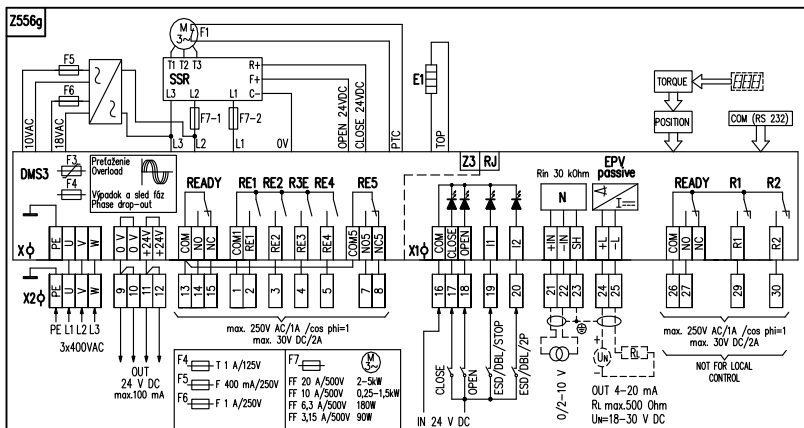 Z556g
M
3~
F1
T1 T2 T3
SSR
R+
F+
C-
L3 L2 L1
F5
F6
F7-1
F7-2
10VAC
18VAC
L3 L2 L1
0V
OPEN 24VDC
CLOSE 24VDC
PTC
E1
TOP
TORQUE
POSITION
COM (RS 232)
DMS3
F3
F4
Preťaženie
Overload
Výpadok a sled fáz
Phase drop-out
READY
RE1 RE2 R3E RE4
RE5
Z3 RJ
Rin 30 kOhm
N
EPV
passive
READY
R1
R2
X
PE U V W
0 V 0 V +24V +24V
COM NO NC
COM1 RE1 RE2 RE3 RE4
COM5 NO5 NC5
X1
COM CLOSE OPEN I1 I2
+IN -IN SH
+L -L
COM NO NC
R1
R2
X2
PE U V W
9 10 11 12
13 14 15
1 2 3 4 5 7 8
16 17 18 19 20
21 22 23 24 25
26 27 29 30
PE L1 L2 L3
3x400VAC
OUT
24 V DC
max.100 mA
max. 250V AC/1A /cos phi=1
max. 30V DC/2A
F4 T 1 A/125V
F5 F 400 mA/250V
F6 F 1 A/250V
F7
M
3~
FF 20 A/500V 2-5kW
FF 10 A/500V 0,25-1,5kW
FF 6,3 A/500V 180W
FF 3,15 A/500V 90W
CLOSE
OPEN
ESD/DBL/STOP
ESD/DBL/2P
IN 24 V DC
0/2-10 V
+
UN
-
RL
OUT 4-20 mA
RL max.500 Ohm
UN=18-30 V DC
max. 250V AC/1A /cos phi=1
max. 30V DC/2A
NOT FOR LOCAL
CONTROL